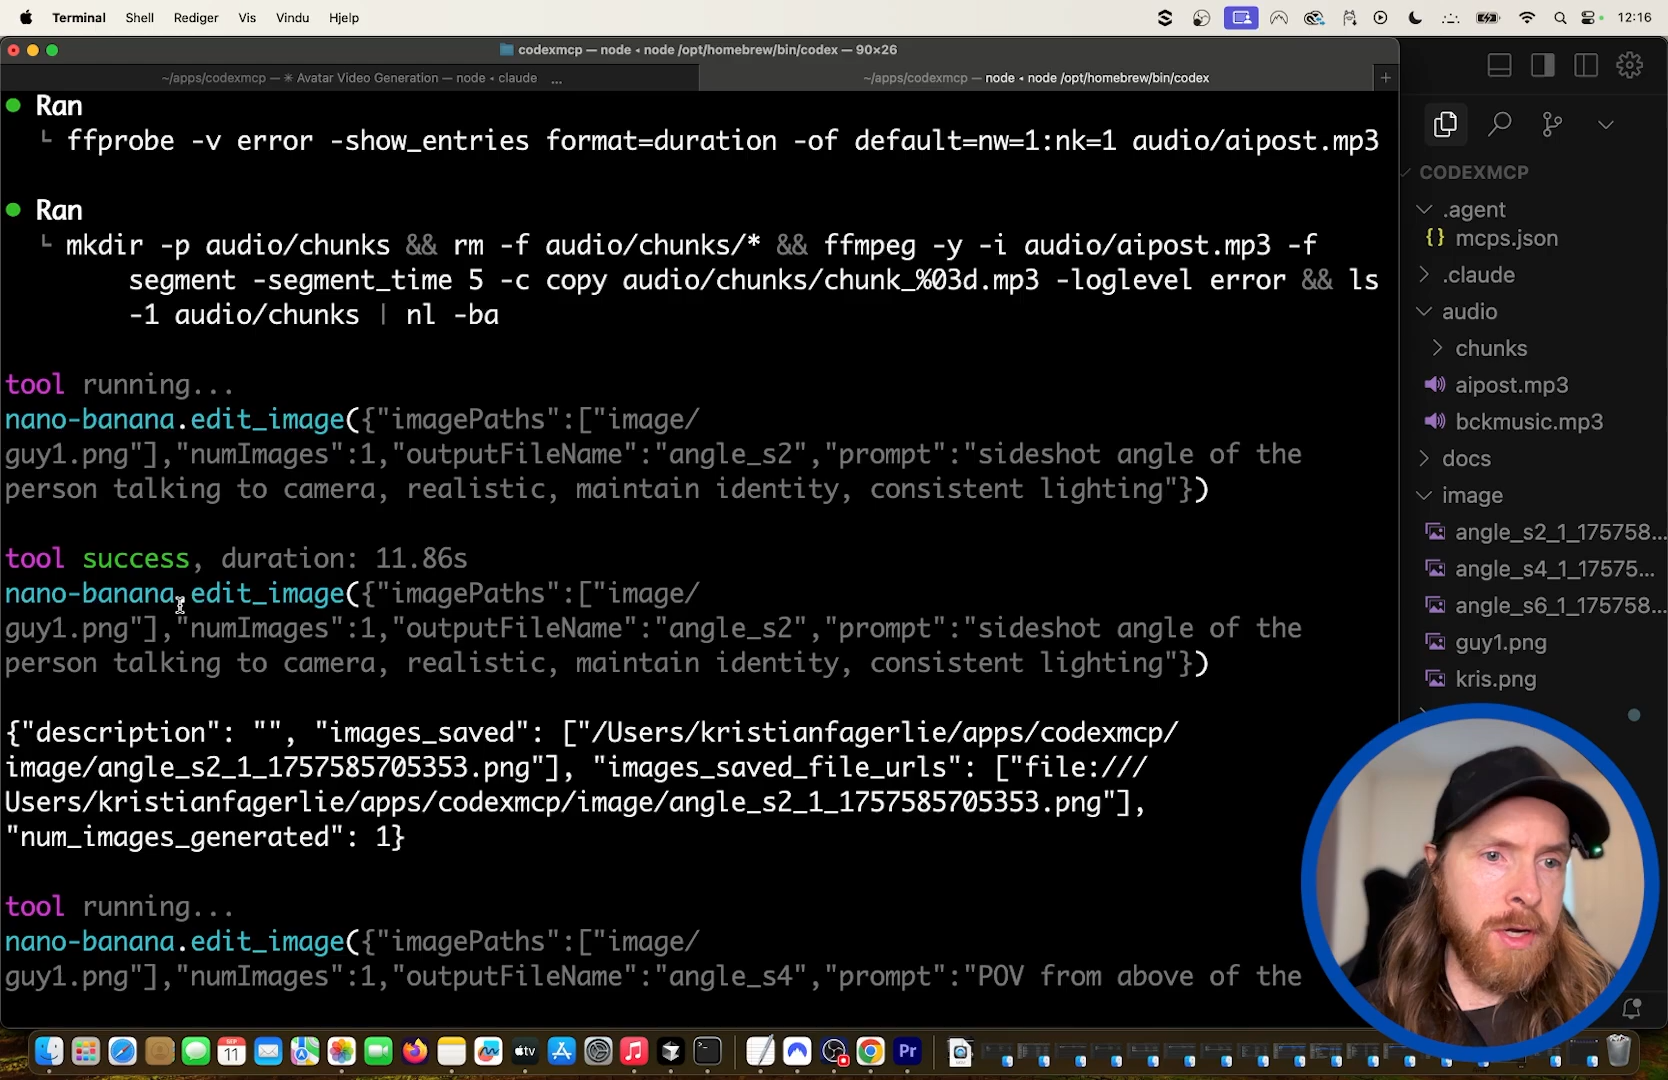 Terminal Shell Rediger Vis Vindu Hjelp 12:16
codexmcp — node ◂ node /opt/homebrew/bin/codex — 90×26
~/apps/codexmcp — ✳ Avatar Video Generation — node ◂ claude ...
~/apps/codexmcp — node ◂ node /opt/homebrew/bin/codex +
● Ran
└ ffprobe -v error -show_entries format=duration -of default=nw=1:nk=1 audio/aipost.mp3
● Ran
└ mkdir -p audio/chunks && rm -f audio/chunks/* && ffmpeg -y -i audio/aipost.mp3 -f
segment -segment_time 5 -c copy audio/chunks/chunk_%03d.mp3 -loglevel error && ls
-1 audio/chunks | nl -ba
tool running...
nano-banana.edit_image({"imagePaths":["image/
guy1.png"],"numImages":1,"outputFileName":"angle_s2","prompt":"sideshot angle of the
person talking to camera, realistic, maintain identity, consistent lighting"})
tool success, duration: 11.86s
nano-banana.edit_image({"imagePaths":["image/
guy1.png"],"numImages":1,"outputFileName":"angle_s2","prompt":"sideshot angle of the
person talking to camera, realistic, maintain identity, consistent lighting"})
{"description": "", "images_saved": ["/Users/kristianfagerlie/apps/codexmcp/
image/angle_s2_1_1757585705353.png"], "images_saved_file_urls": ["file:///
Users/kristianfagerlie/apps/codexmcp/image/angle_s2_1_1757585705353.png"],
"num_images_generated": 1}
tool running...
nano-banana.edit_image({"imagePaths":["image/
guy1.png"],"numImages":1,"outputFileName":"angle_s4","prompt":"POV from above of the
CODEXMCP
.agent
{} mcps.json
.claude
audio
chunks
aipost.mp3
bckmusic.mp3
docs
image
angle_s2_1_175758...
angle_s4_1_17575...
angle_s6_1_175758...
guy1.png
kris.png
SEP
11
tv
Pr